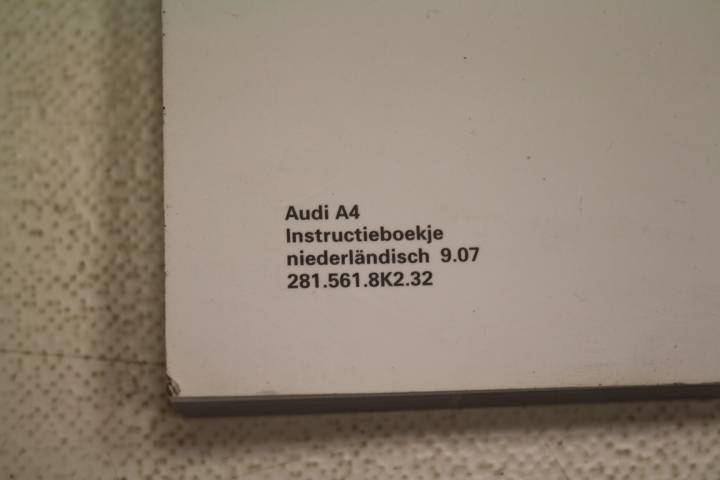 Audi A4
Instructieboekje
niederländisch 9.07
281.561.8K2.32